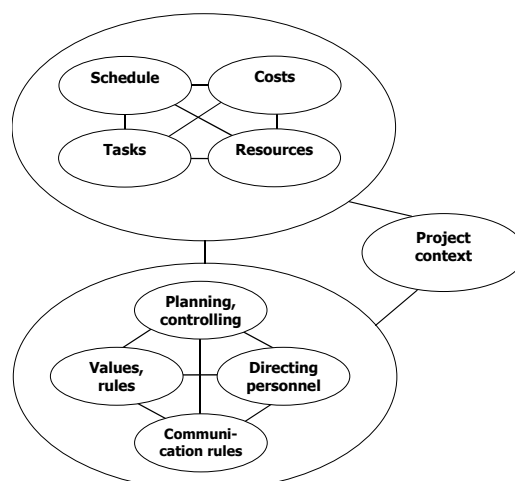 Schedule
Costs
Tasks
Resources
Project
context
Planning,
controlling
Values,
rules
Directing
personnel
Communi-
cation rules